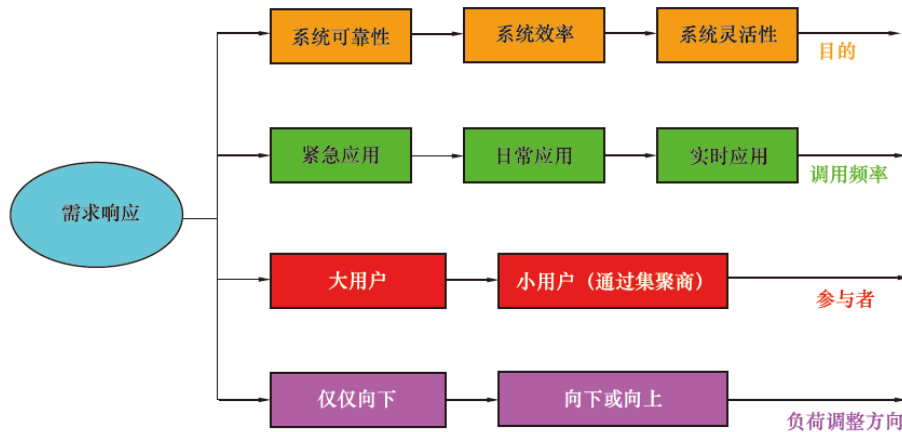 系统可靠性
系统效率
系统灵活性
目的
紧急应用
日常应用
实时应用
调用频率
需求响应
大用户
小用户（通过集聚商）
参与者
仅仅向下
向下或向上
负荷调整方向